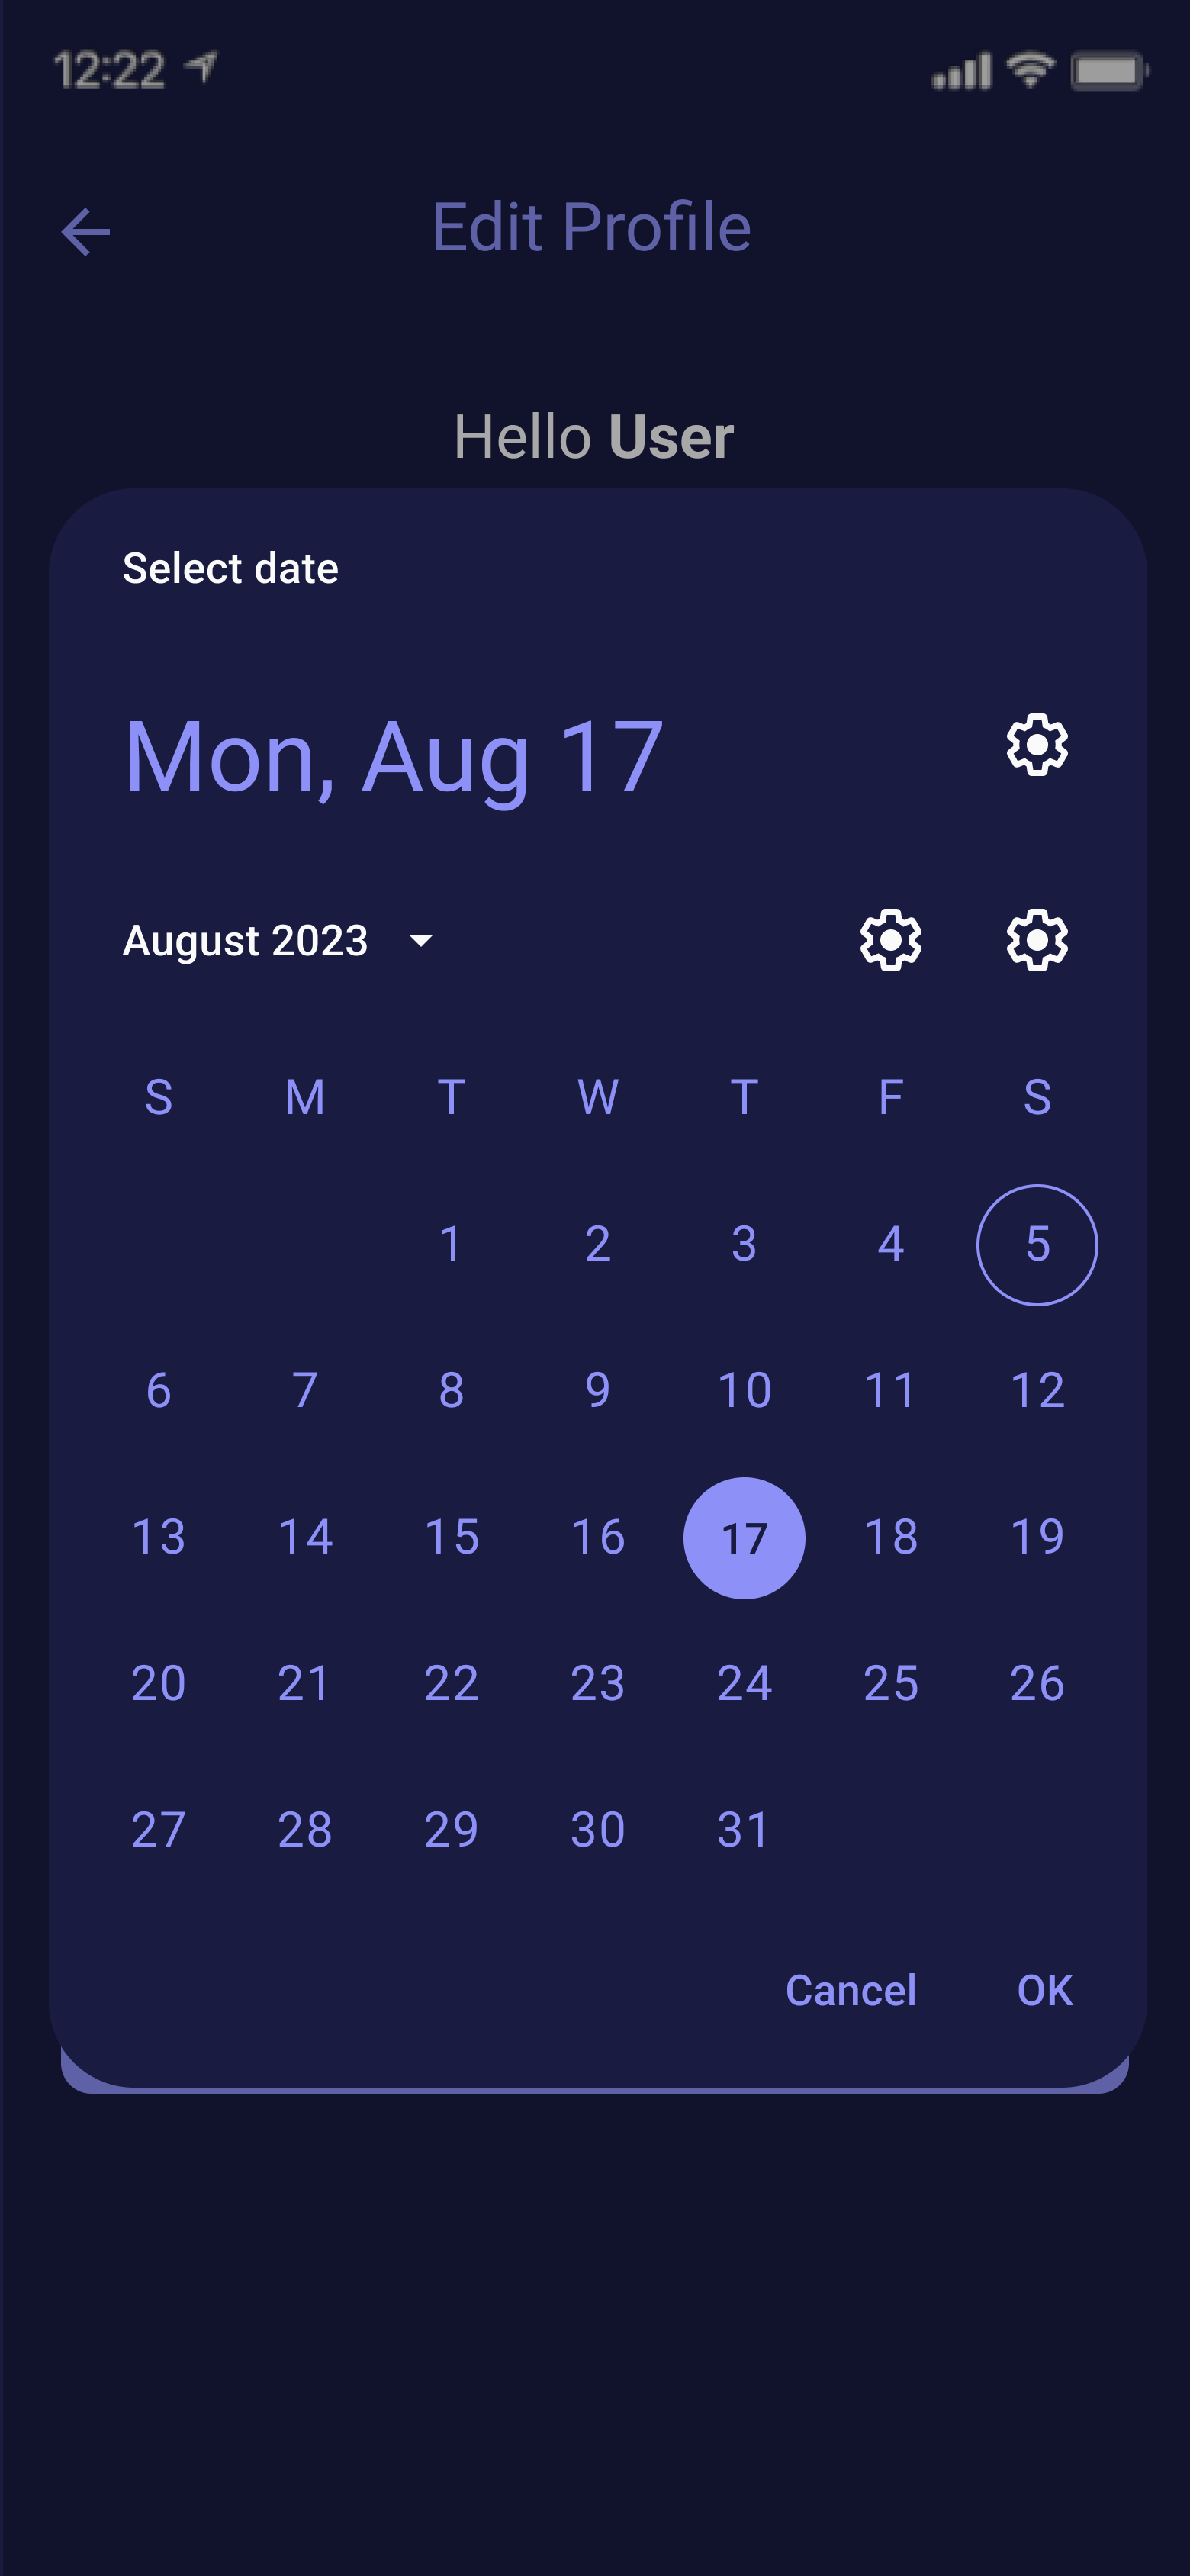 12:22
Edit Profile
Hello User
Select date
Mon, Aug 17
August 2023
S M T W T F S
1 2 3 4 5
6 7 8 9 10 11 12
13 14 15 16 17 18 19
20 21 22 23 24 25 26
27 28 29 30 31
Cancel OK